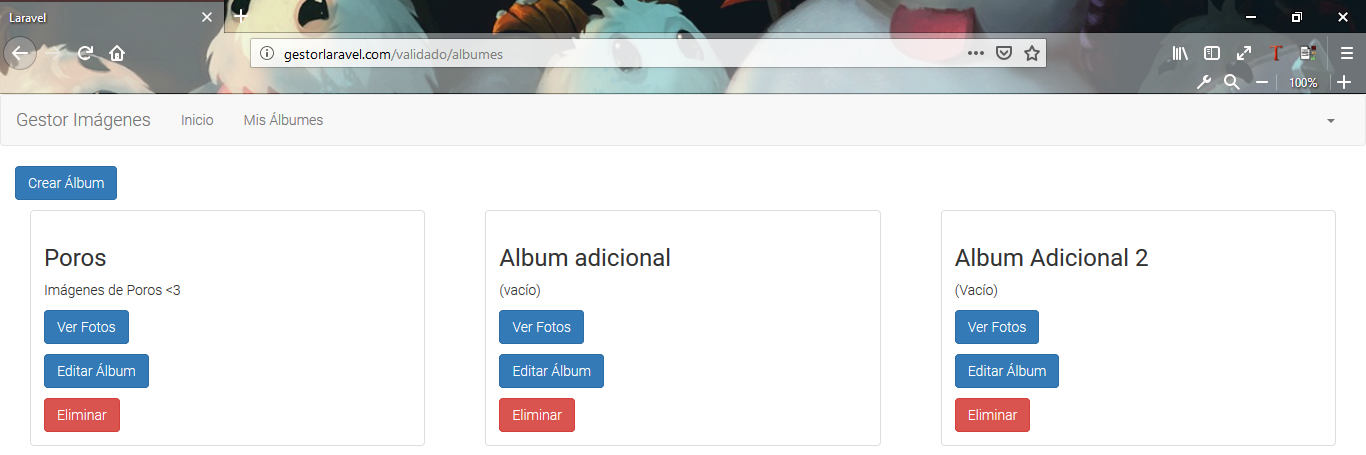 Laravel
gestorlaravel.com/validado/albumes
100%
Gestor Imágenes Inicio Mis Álbumes
Crear Álbum
Poros
Imágenes de Poros <3
Ver Fotos
Editar Álbum
Eliminar
Album adicional
(vacío)
Ver Fotos
Editar Álbum
Eliminar
Album Adicional 2
(Vacío)
Ver Fotos
Editar Álbum
Eliminar